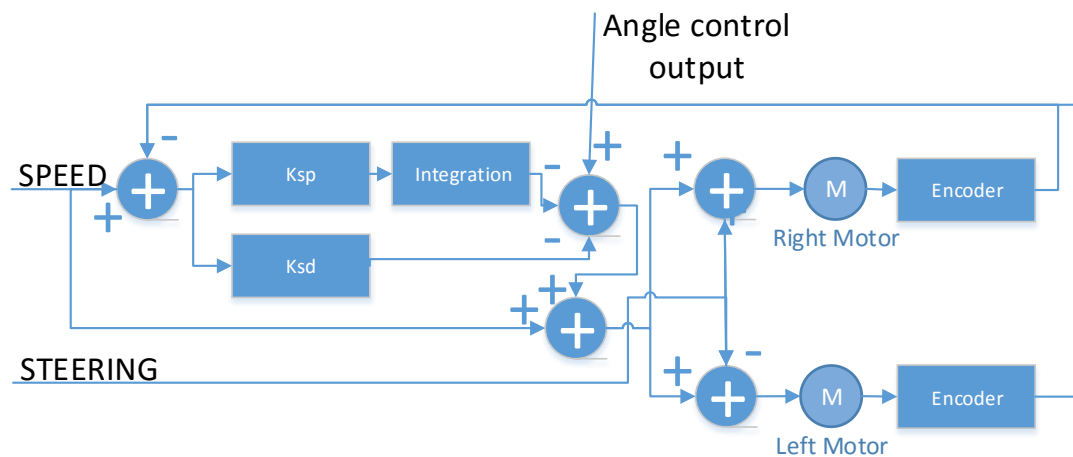 Angle control
output
SPEED
Ksp
Integration
M
Encoder
Right Motor
Ksd
STEERING
M
Encoder
Left Motor